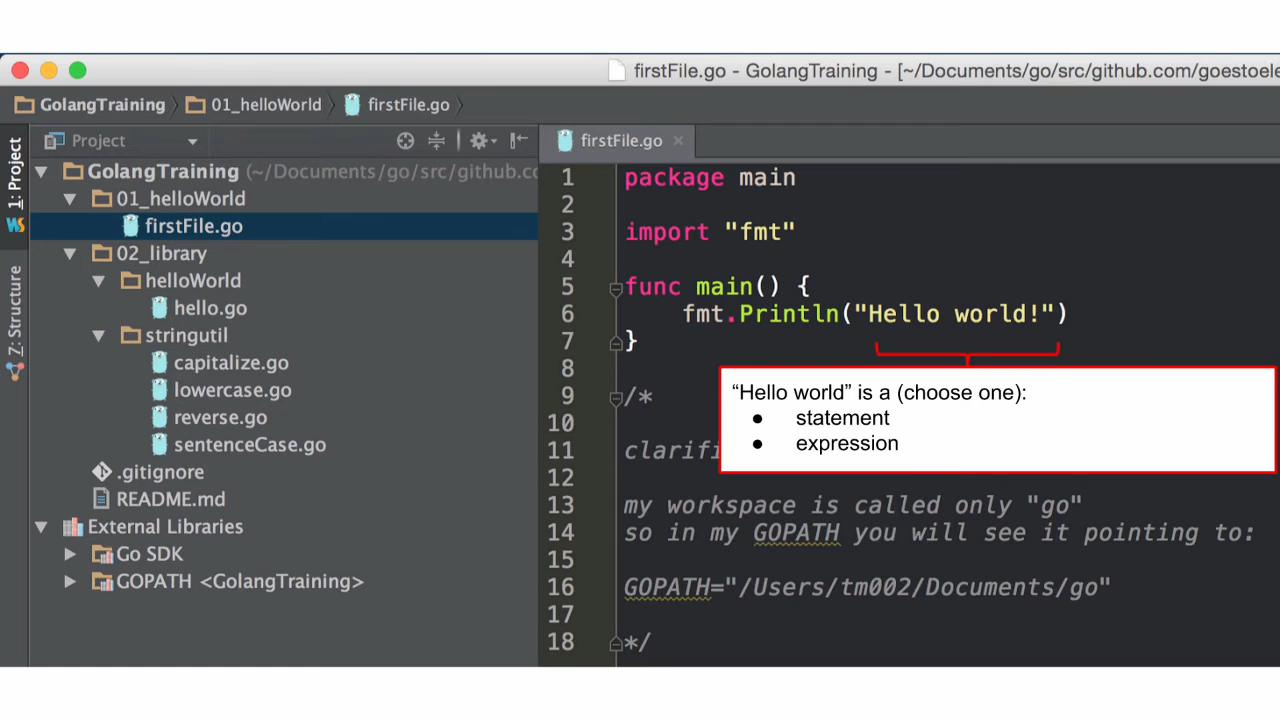 firstFile.go - GolangTraining - [~/Documents/go/src/github.com/goestoele
GolangTraining 01_helloWorld firstFile.go
1: Project
Z: Structure
Project
GolangTraining (~/Documents/go/src/github.co
01_helloWorld
firstFile.go
02_library
helloWorld
hello.go
stringutil
capitalize.go
lowercase.go
reverse.go
sentenceCase.go
.gitignore
README.md
External Libraries
Go SDK
GOPATH <GolangTraining>
firstFile.go
1 package main
2
3 import "fmt"
4
5 func main() {
6 fmt.Println("Hello world!")
7 }
8
9 /*
10
11 clarifi
12
13 my workspace is called only "go"
14 so in my GOPATH you will see it pointing to:
15
16 GOPATH="/Users/tm002/Documents/go"
17
18 */
“Hello world” is a (choose one):
● statement
● expression